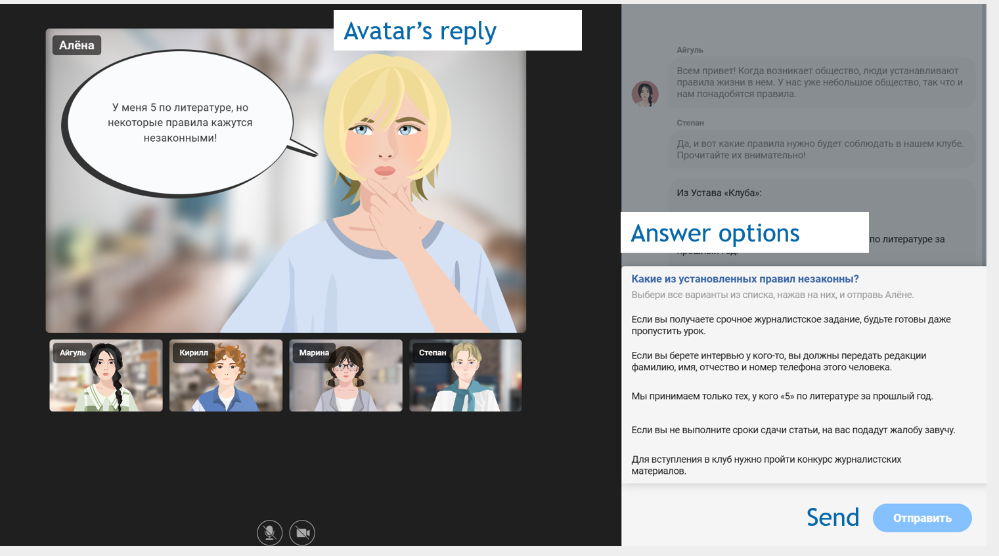 Avatar’s reply
Алёна
У меня 5 по литературе, но
некоторые правила кажутся
незаконными!
Айгуль
Кирилл
Марина
Степан
Айгуль
Всем привет! Когда возникает общество, люди устанавливают
правила жизни в нем. У нас уже небольшое общество, так что и
нам понадобятся правила.
Степан
Да, и вот какие правила нужно будет соблюдать в нашем клубе.
Прочитайте их внимательно!
Из Устава «Клуба»:
Answer options
по литературе за
прошлый год.
Какие из установленных правил незаконны?
Выбери все варианты из списка, нажав на них, и отправь Алёне.
Если вы получаете срочное журналистское задание, будьте готовы даже
пропустить урок.
Если вы берете интервью у кого-то, вы должны передать редакции
фамилию, имя, отчество и номер телефона этого человека.
Мы принимаем только тех, у кого «5» по литературе за прошлый год.
Если вы не выполните сроки сдачи статьи, на вас подадут жалобу завучу.
Для вступления в клуб нужно пройти конкурс журналистских
материалов.
Send
Отправить